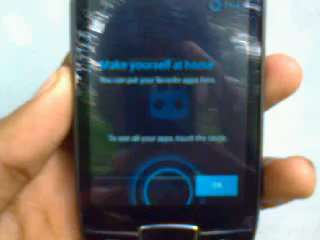 Make yourself at home
You can put your favorite apps here.
To see all your apps, touch the circle.
OK